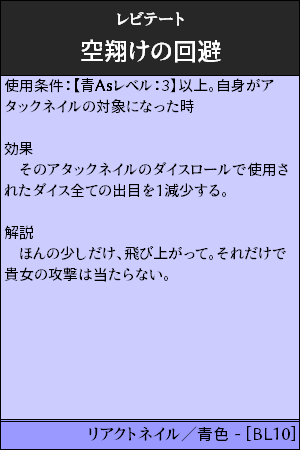 レビテート
空翔けの回避
使用条件：【青Asレベル：3】以上。自身がア
タックネイルの対象になった時
効果
　そのアタックネイルのダイスロールで使用さ
れたダイス全ての出目を1減少する。
解説
　ほんの少しだけ、飛び上がって。それだけで
貴女の攻撃は当たらない。
リアクトネイル／青色 - [BL10]